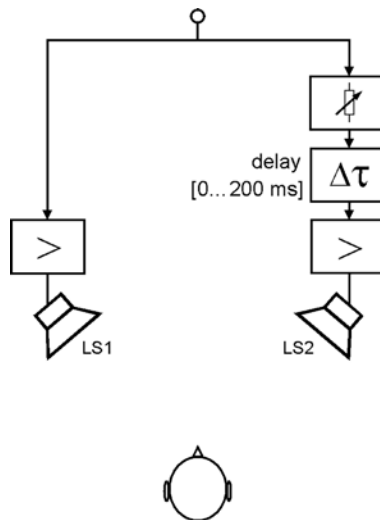 delay
[0...200 ms]
Δτ
>
>
LS1
LS2